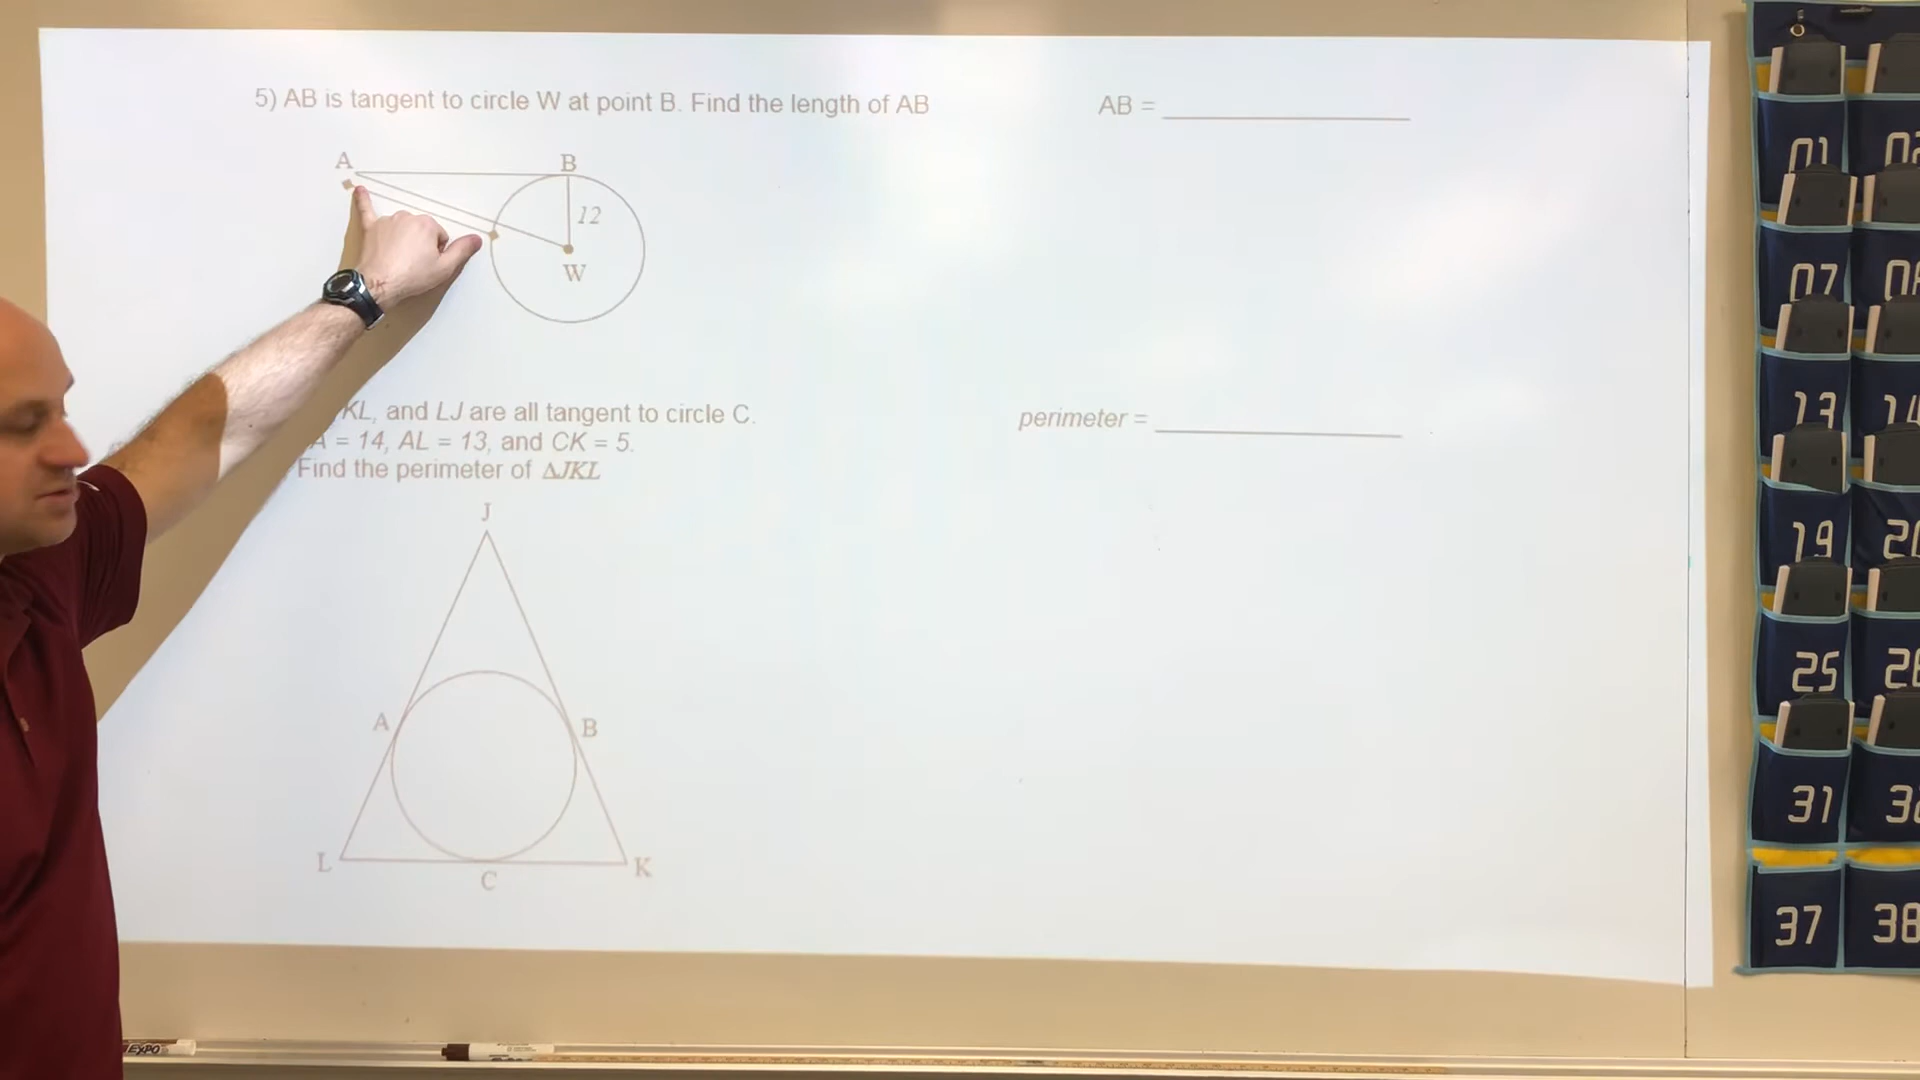 5) AB is tangent to circle W at point B. Find the length of AB
AB =
A
B
12
W
KL, and LJ are all tangent to circle C.
perimeter =
A = 14, AL = 13, and CK = 5.
Find the perimeter of ΔJKL
J
A
B
L
C
K
EXPO
01
07
13
14
19
25
31
37
38